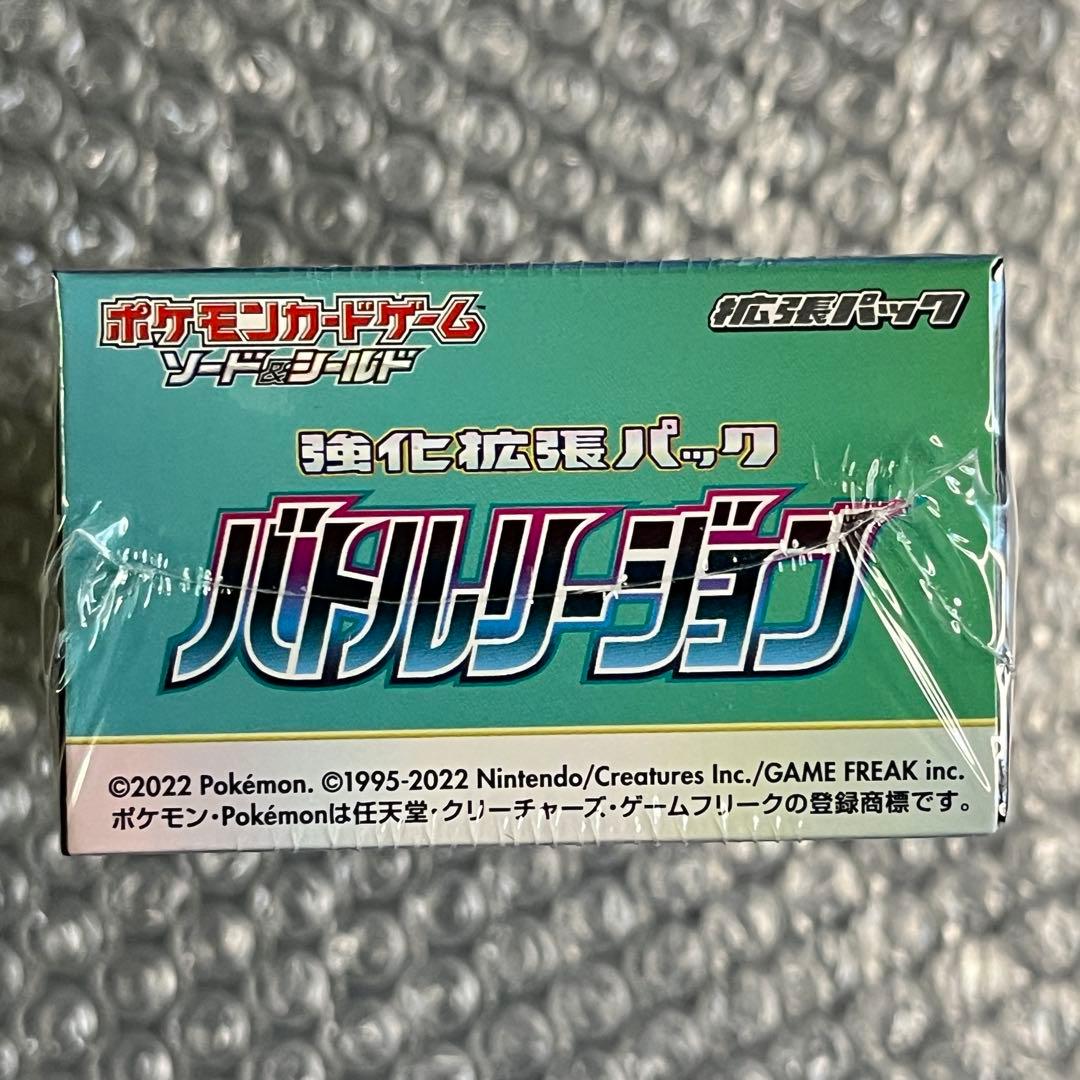 ポケモンカードゲーム 拡張パック
ソード&シールド
強化拡張パック
バトルリージョン
©2022 Pokémon. ©1995-2022 Nintendo/Creatures Inc./GAME FREAK inc.
ポケモン・Pokémonは任天堂・クリーチャーズ・ゲームフリークの登録商標です。